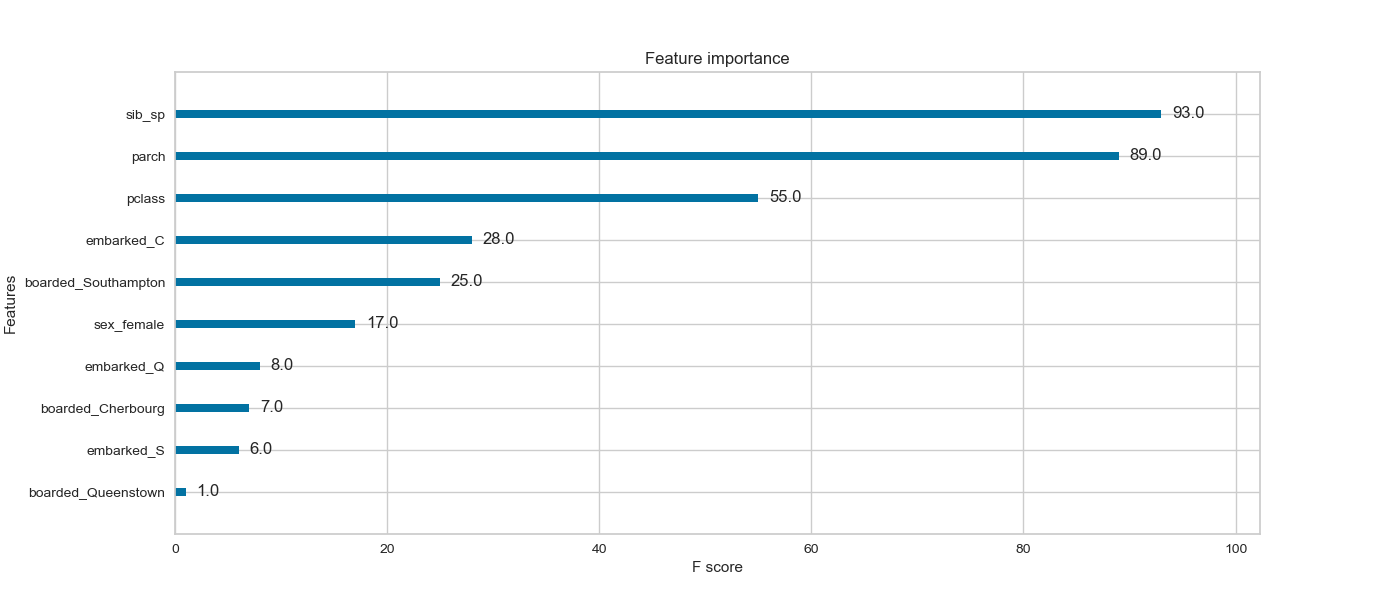 Feature importance
Features
sib_sp 93.0
parch 89.0
pclass 55.0
embarked_C 28.0
boarded_Southampton 25.0
sex_female 17.0
embarked_Q 8.0
boarded_Cherbourg 7.0
embarked_S 6.0
boarded_Queenstown 1.0
0 20 40 60 80 100
F score